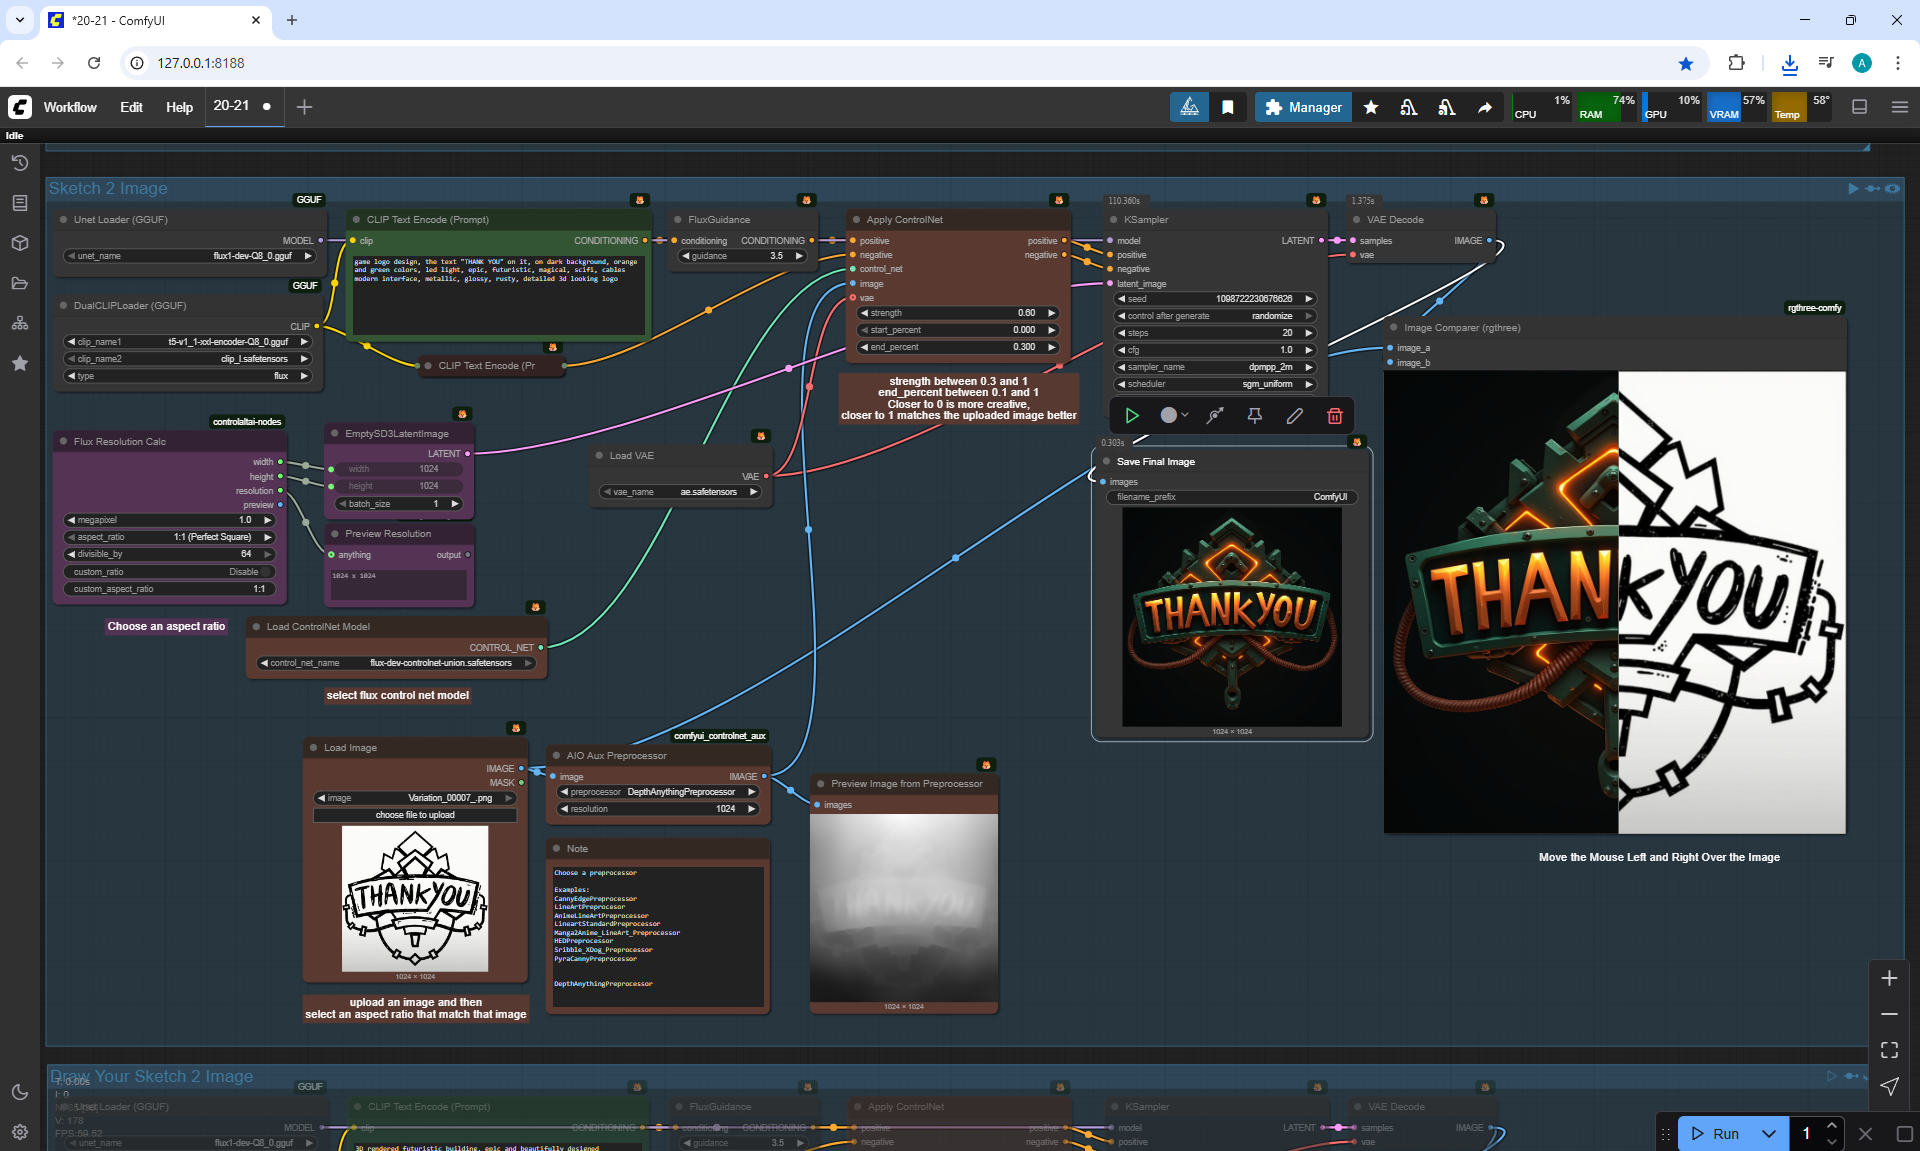 *20-21 - ComfyUI
127.0.0.1:8188
A
Workflow
Edit
Help
20-21
Manager
CPU 1%
RAM 74%
GPU 10%
VRAM 57%
Temp 58°
Idle
Sketch 2 Image
GGUF
Unet Loader (GGUF)
MODEL
unet_name flux1-dev-Q8_0.gguf
GGUF
DualCLIPLoader (GGUF)
CLIP
clip_name1 t5-v1_1-xxl-encoder-Q8_0.gguf
clip_name2 clip_l.safetensors
type flux
CLIP Text Encode (Prompt)
clip CONDITIONING
game logo design, the text "THANK YOU" on it, on dark background, orange
and green colors, led light, epic, futuristic, magical, scifi, cables
modern interface, metallic, glossy, rusty, detailed 3d looking logo
CLIP Text Encode (Pr
FluxGuidance
conditioning CONDITIONING
guidance 3.5
Apply ControlNet
positive positive
negative negative
control_net
image
vae
strength 0.60
start_percent 0.000
end_percent 0.300
strength between 0.3 and 1
end_percent between 0.1 and 1
Closer to 0 is more creative,
closer to 1 matches the uploaded image better
110.360s
KSampler
model LATENT
positive
negative
latent_image
seed 1098722230676626
control after generate randomize
steps 20
cfg 1.0
sampler_name dpmpp_2m
scheduler sgm_uniform
1.375s
VAE Decode
samples IMAGE
vae
rgthree-comfy
Image Comparer (rgthree)
image_a
image_b
THAN
KYOU
Move the Mouse Left and Right Over the Image
controlaltai-nodes
Flux Resolution Calc
width
height
resolution
preview
megapixel 1.0
aspect_ratio 1:1 (Perfect Square)
divisible_by 64
custom_ratio Disable
custom_aspect_ratio 1:1
Choose an aspect ratio
EmptySD3LatentImage
LATENT
width 1024
height 1024
batch_size 1
Preview Resolution
anything output
1024 x 1024
Load VAE
VAE
vae_name ae.safetensors
0.303s
Save Final Image
images
filename_prefix ComfyUI
THANKYOU
1024 × 1024
Load ControlNet Model
CONTROL_NET
control_net_name flux-dev-controlnet-union.safetensors
select flux control net model
Load Image
IMAGE
MASK
image Variation_00007_.png
choose file to upload
THANKYOU
1024 × 1024
upload an image and then
select an aspect ratio that match that image
comfyui_controlnet_aux
AIO Aux Preprocessor
image IMAGE
preprocessor DepthAnythingPreprocessor
resolution 1024
Note
Choose a preprocessor
Examples:
CannyEdgePreprocessor
LineArtPreprocesor
AnimeLineArtPreprocessor
LineartStandardPreprocessor
Manga2Anime_LineArt_Preprocessor
HEDPreprocessor
Sribble_XDog_Preprocessor
PyraCannyPreprocessor
DepthAnythingPreprocessor
Preview Image from Preprocessor
images
THANKYOU
1024 × 1024
Draw Your Sketch 2 Image
T: 0.00s
I: 0
V: 178
FPS:59.52
GGUF
Unet Loader (GGUF)
MODEL
unet_name flux1-dev-Q8_0.gguf
CLIP Text Encode (Prompt)
clip CONDITIONING
3D rendered futuristic building, epic and beautifully designed
FluxGuidance
conditioning CONDITIONING
guidance 3.5
Apply ControlNet
positive positive
negative negative
KSampler
model LATENT
positive
VAE Decode
samples IMAGE
vae
Run
1